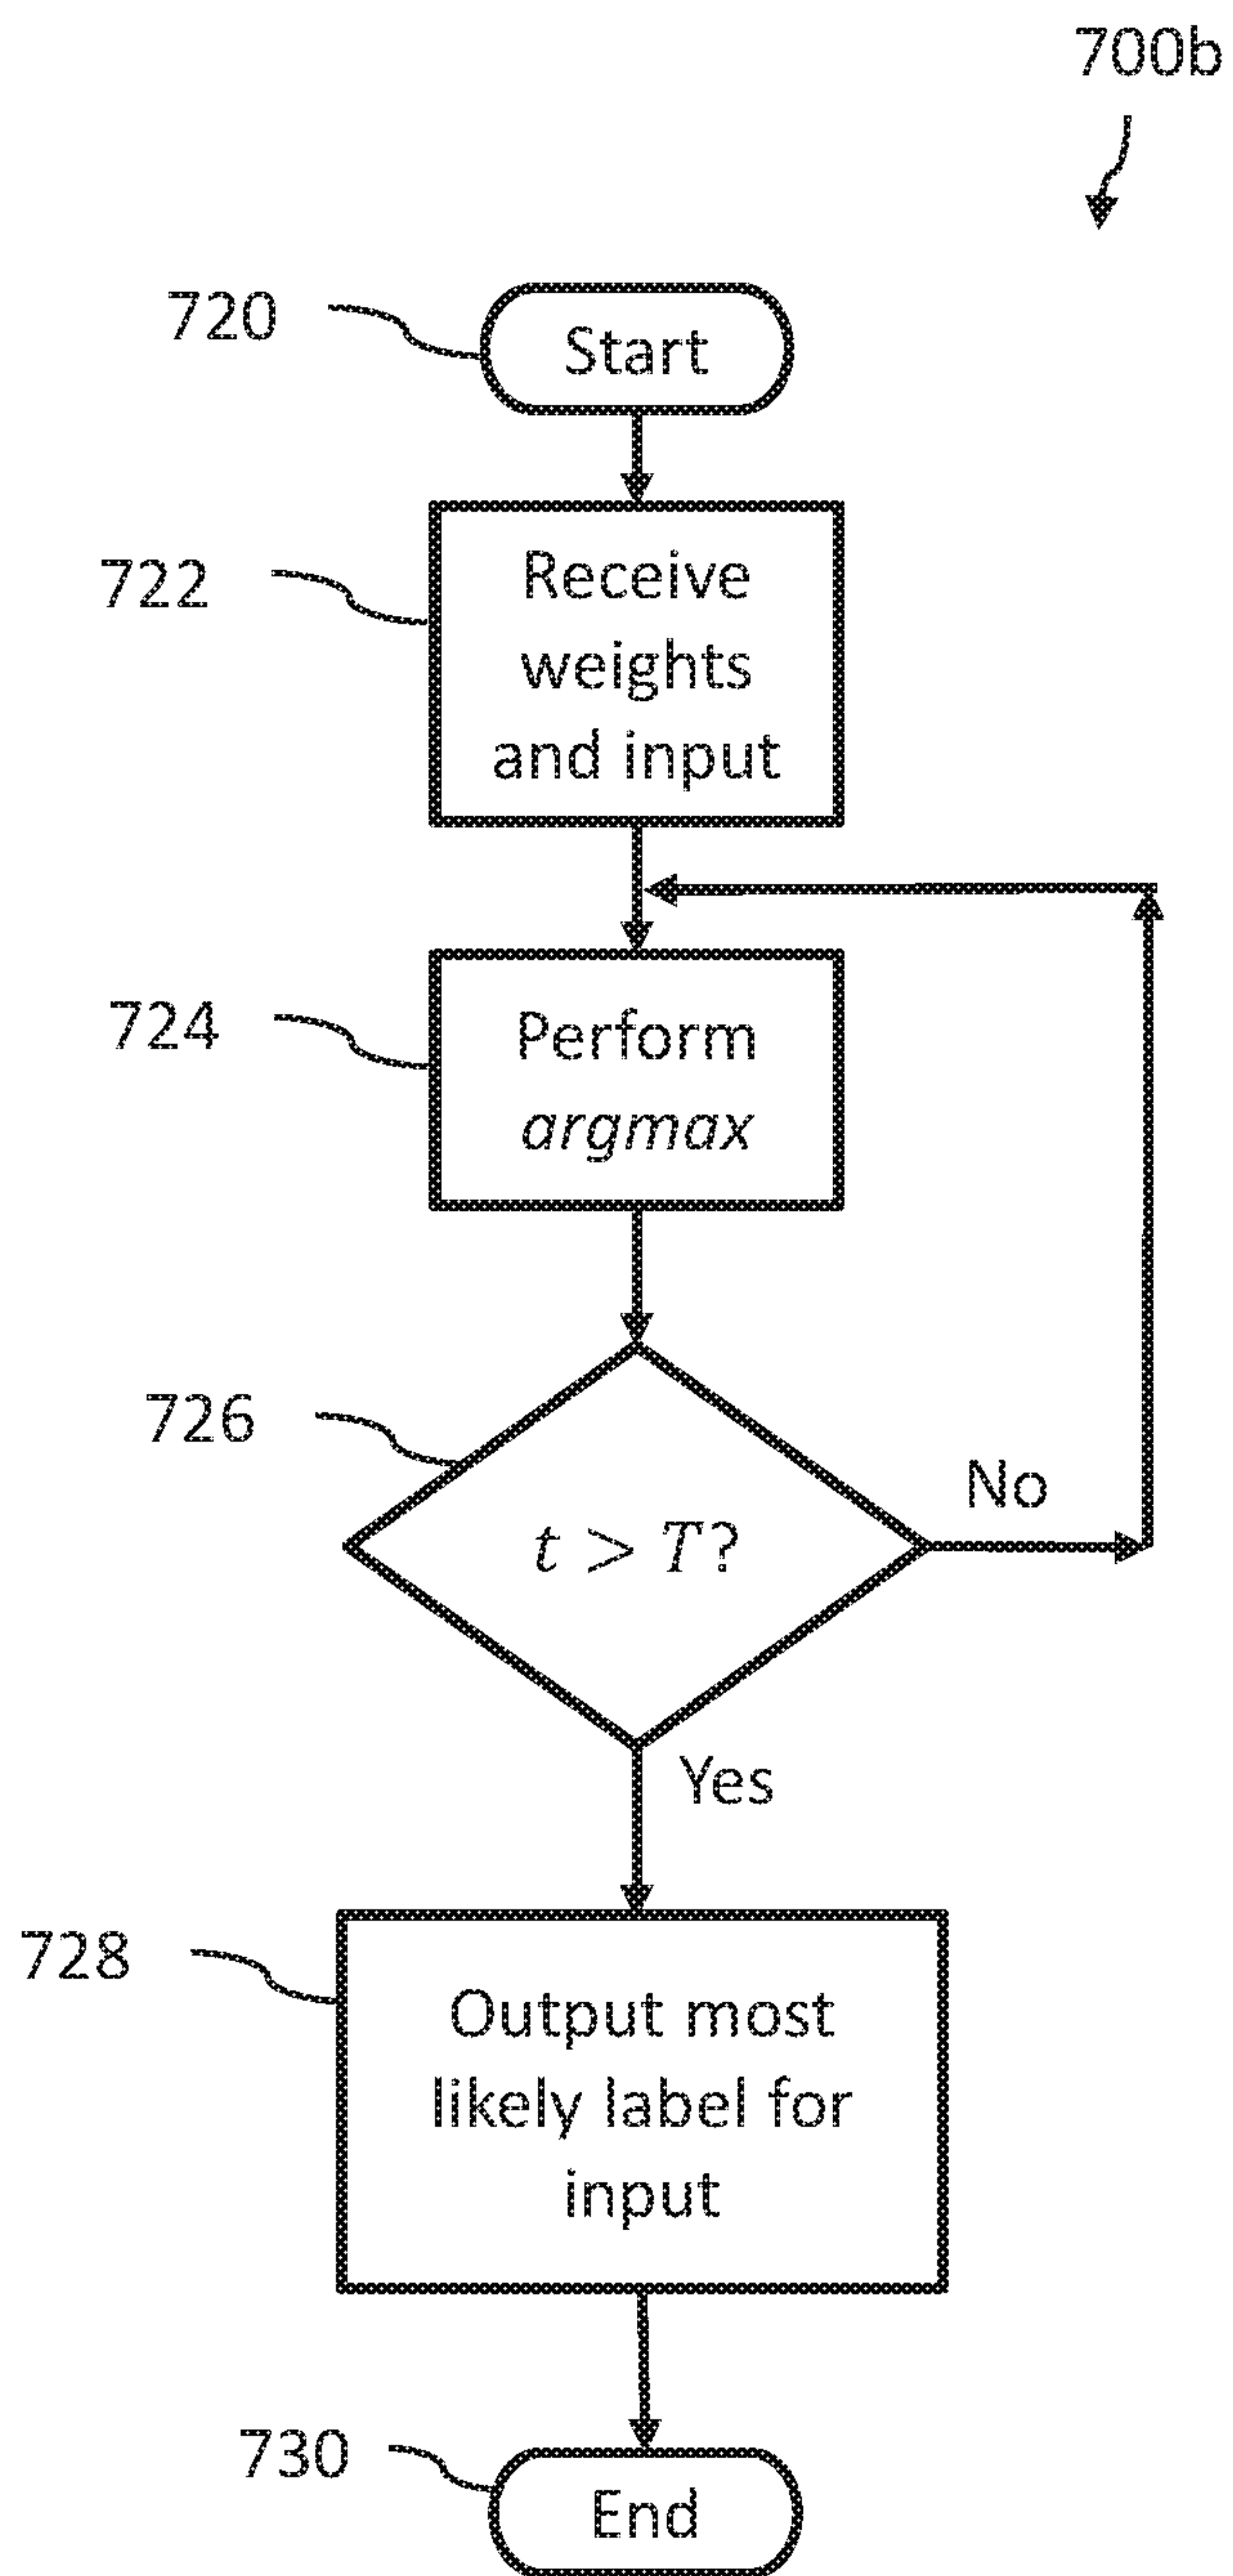 700b
720
Start
722
Receive
weights
and input
724
Perform
argmax
726
t > T?
No
Yes
728
Output most
likely label for
input
730
End